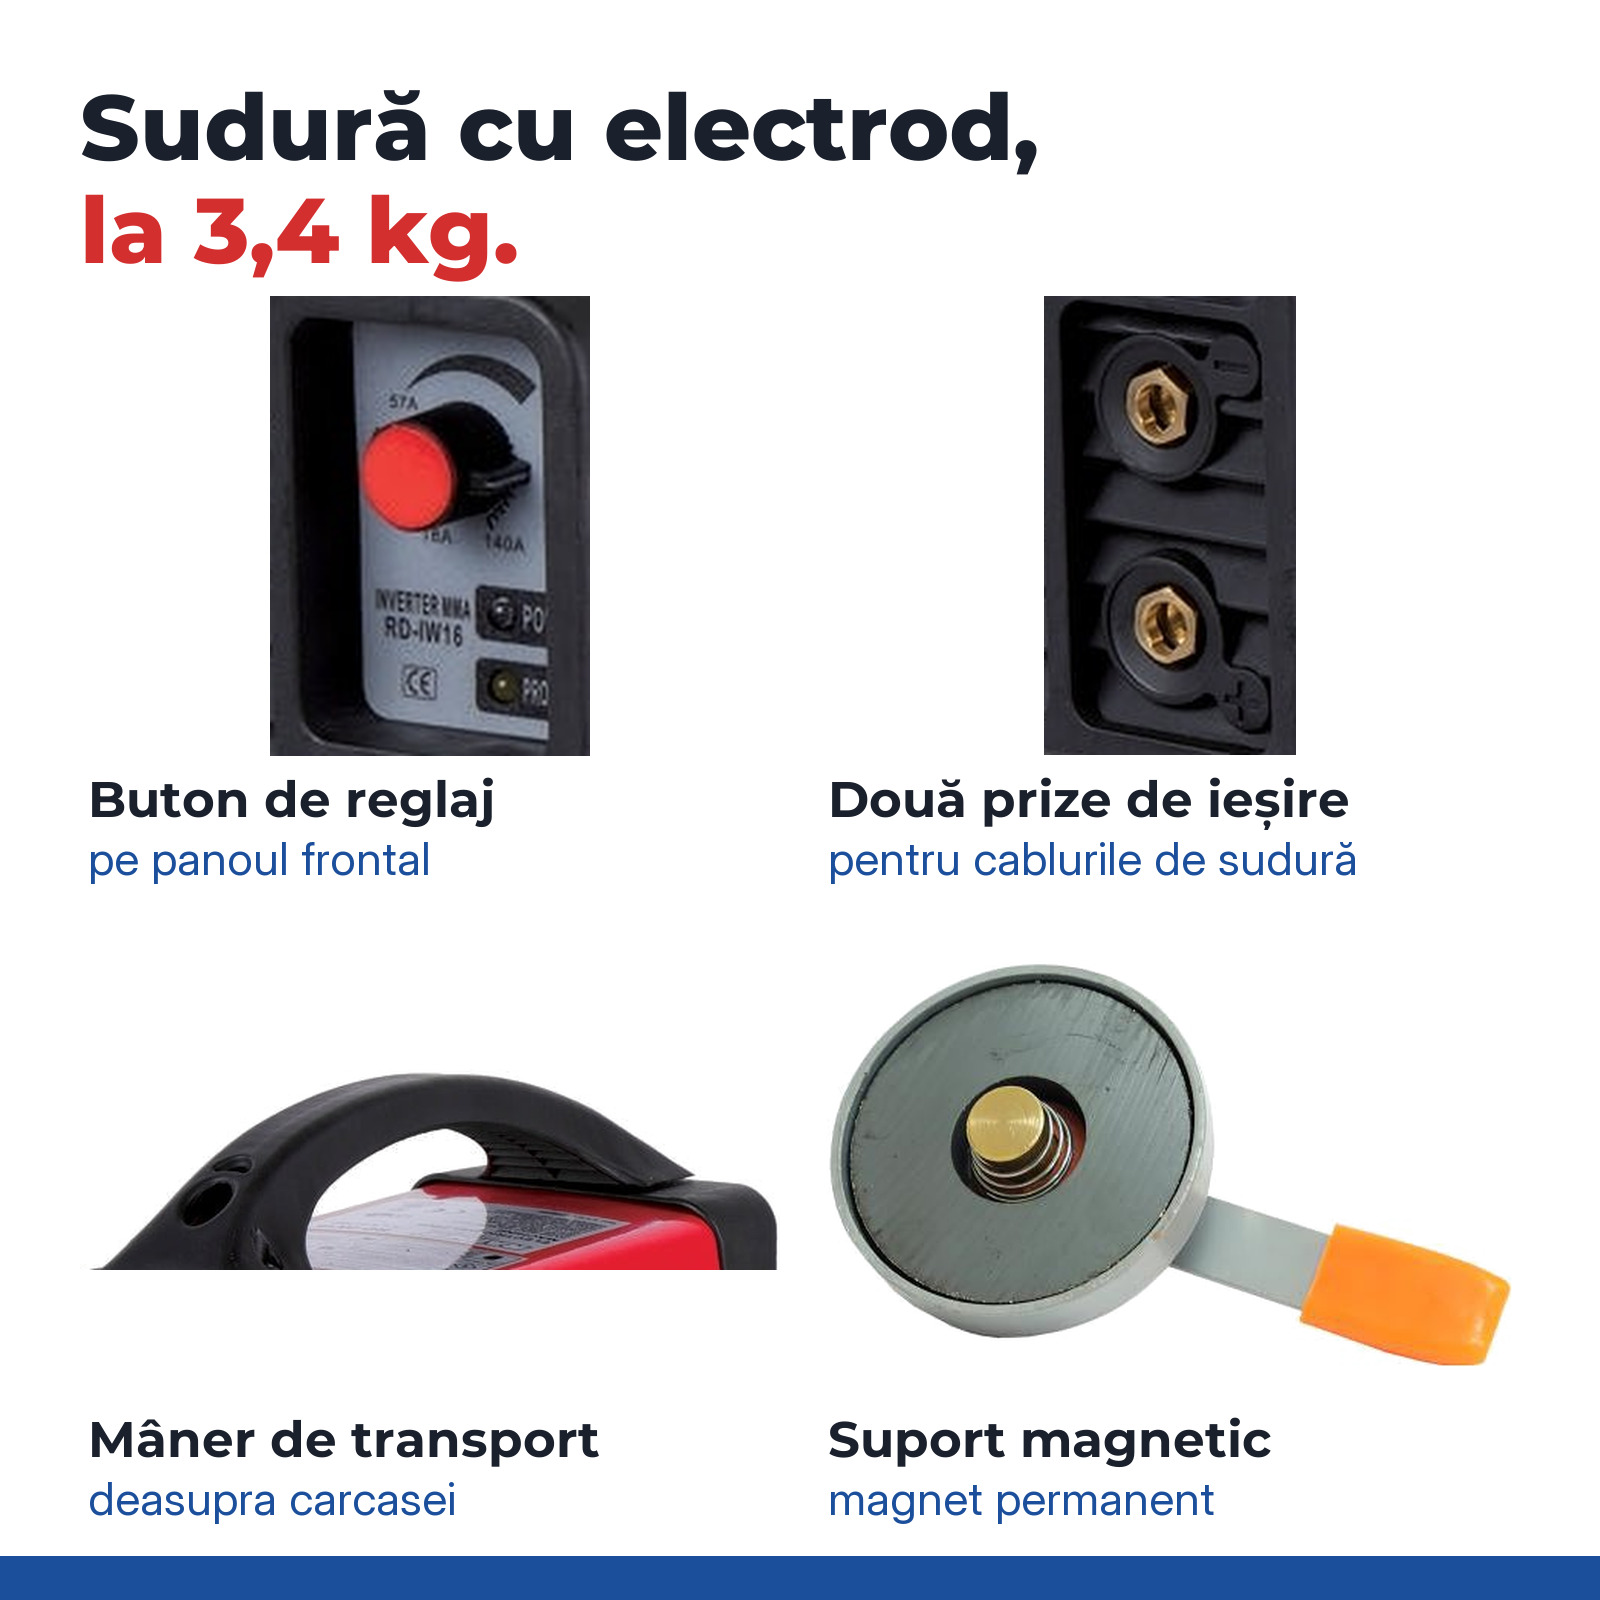 Sudură cu electrod,
la 3,4 kg.
57A
140A
INVERTER MMA
RD-IW16
CE
Buton de reglaj
pe panoul frontal
Două prize de ieșire
pentru cablurile de sudură
Mâner de transport
deasupra carcasei
Suport magnetic
magnet permanent